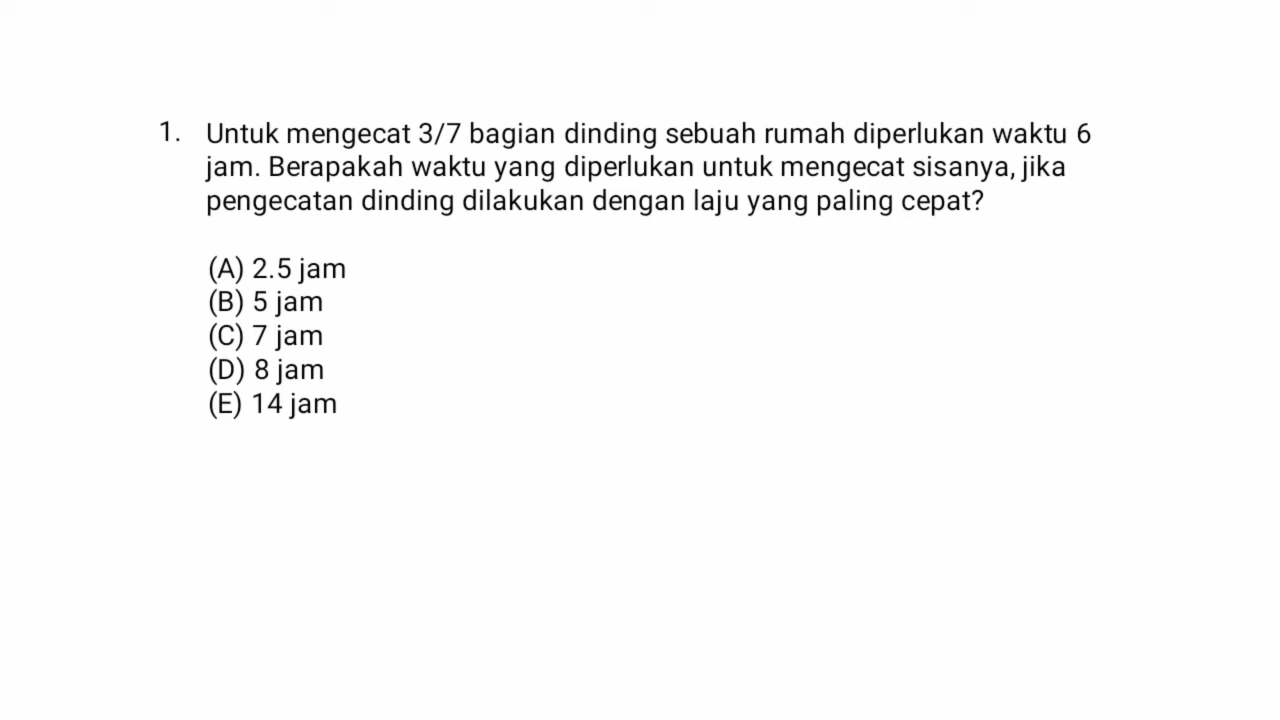 1. Untuk mengecat 3/7 bagian dinding sebuah rumah diperlukan waktu 6
jam. Berapakah waktu yang diperlukan untuk mengecat sisanya, jika
pengecatan dinding dilakukan dengan laju yang paling cepat?
(A) 2.5 jam
(B) 5 jam
(C) 7 jam
(D) 8 jam
(E) 14 jam